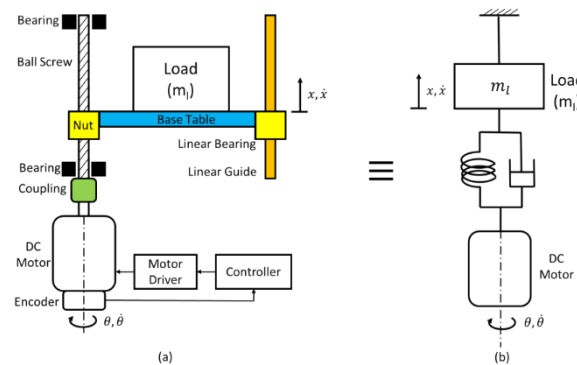 Bearing
Ball Screw
Load
(mₗ)
x, ẋ
Nut
Base Table
Linear Bearing
Bearing
Linear Guide
Coupling
DC
Motor
Motor
Driver
Controller
Encoder
θ, θ̇
(a)
≡
x, ẋ
mₗ
Load
(mₗ)
DC
Motor
θ, θ̇
(b)